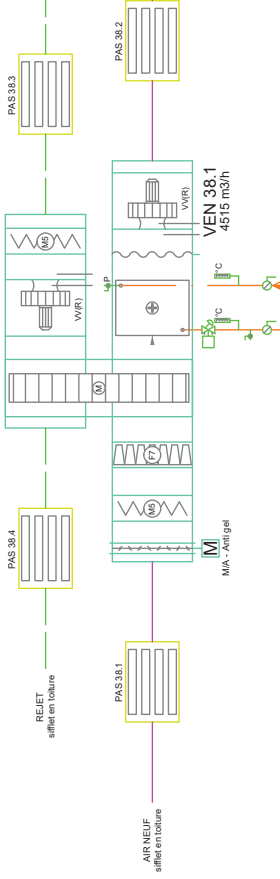 PAS 38.3
PAS 38.2
M5
VV(R)
VV(R)
VEN 38.1
4515 m3/h
P
°C
°C
M
F7
M5
M
M/A - Anti gel
PAS 38.4
PAS 38.1
REJET
sifflet en toiture
AIR NEUF
sifflet en toiture